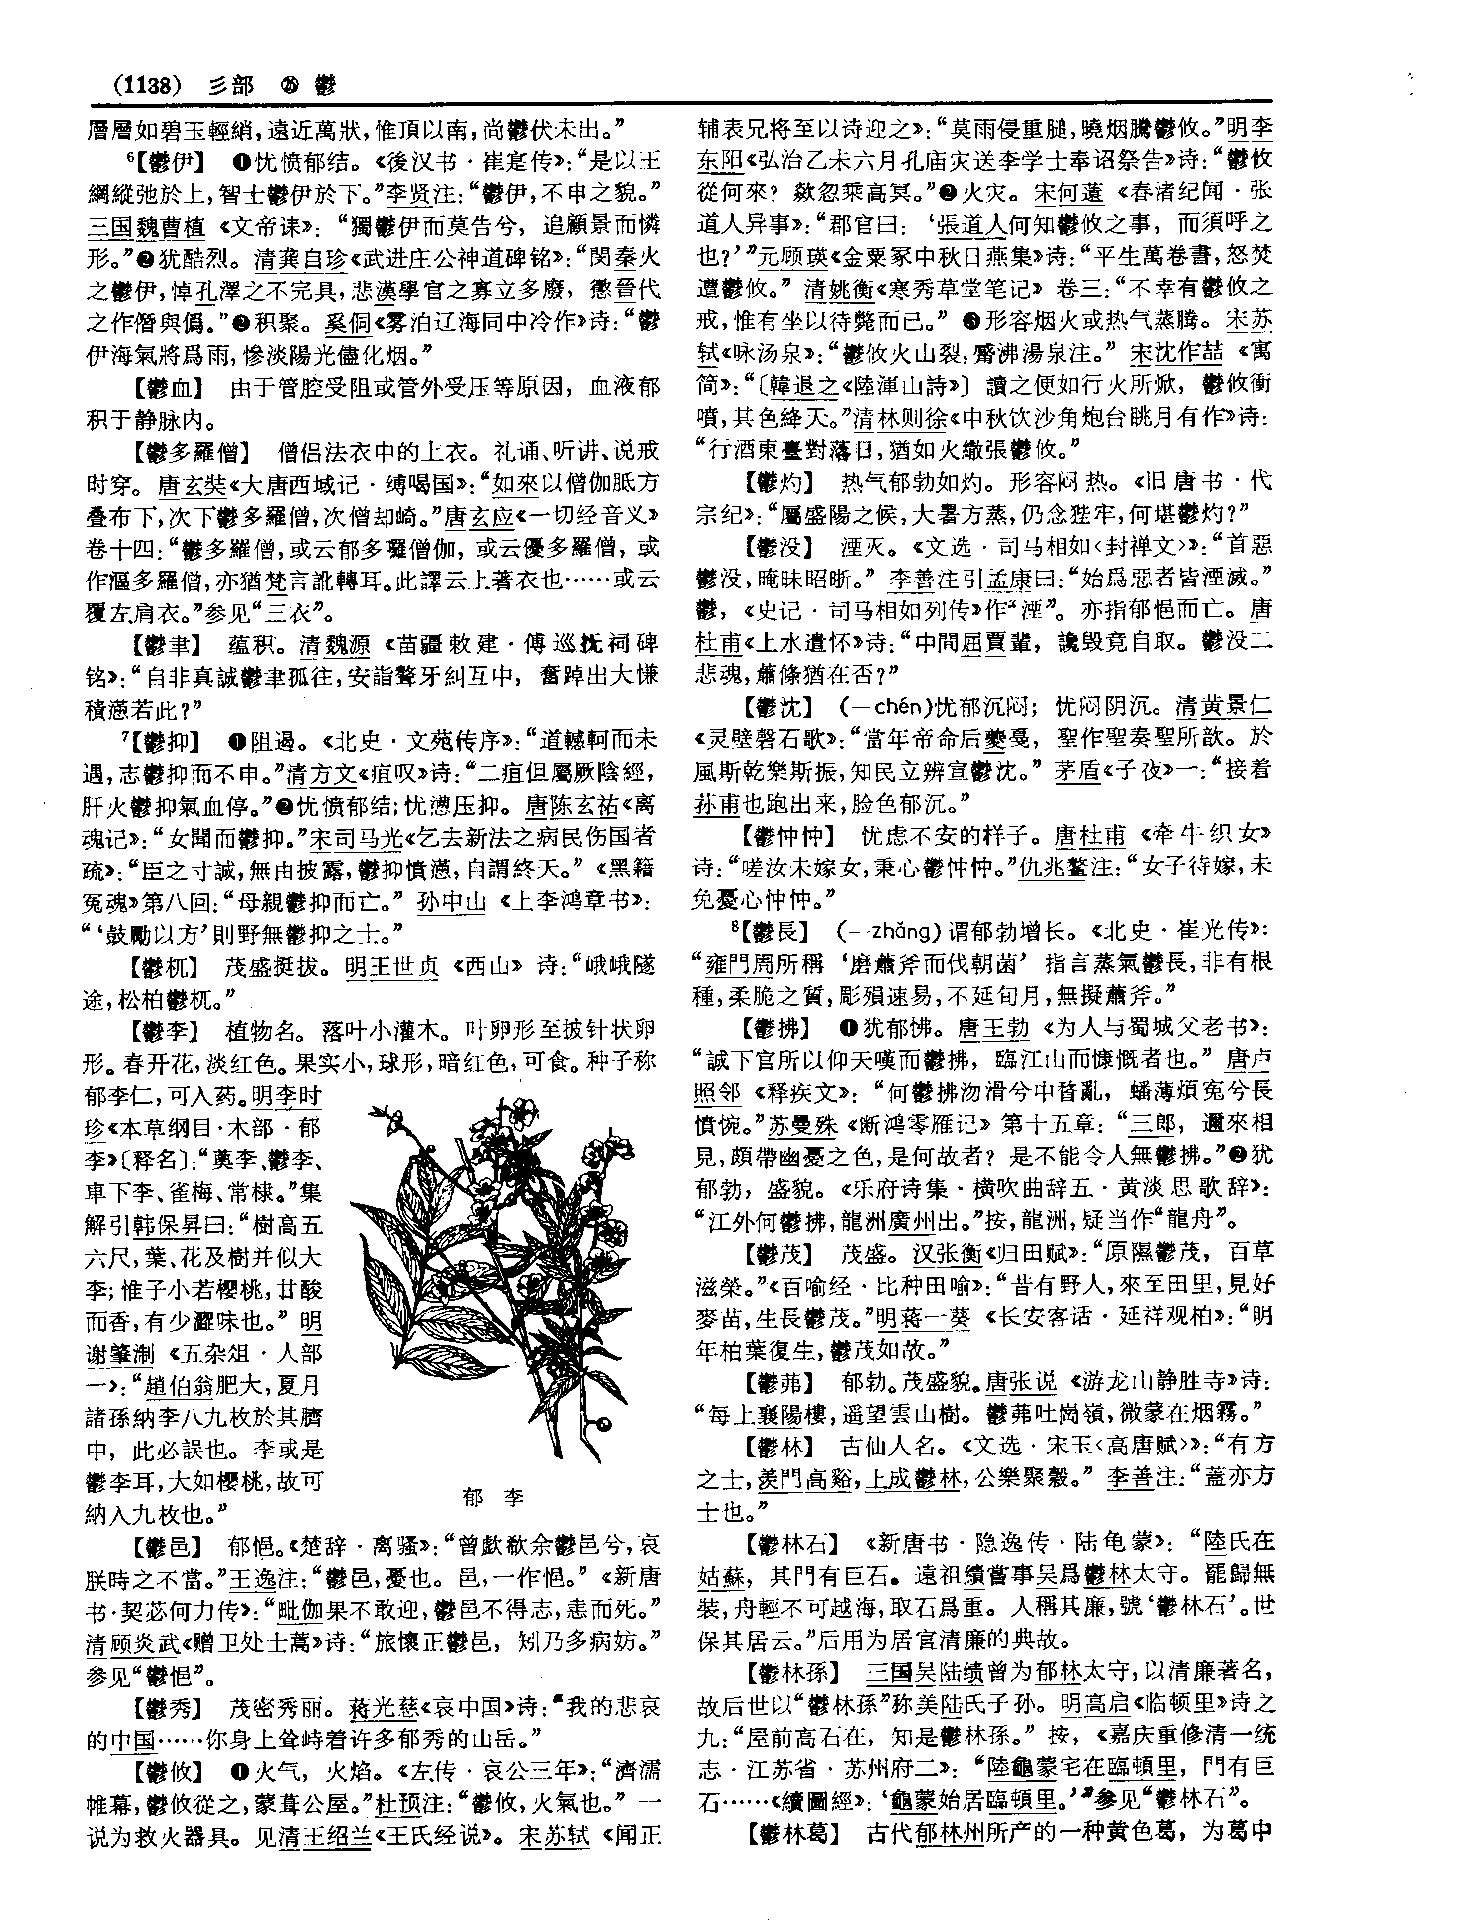 (1138) 彡部 ㉕ 鬱
層層如碧玉輕綃，遠近萬狀，惟頂以南，尚鬱伏未出。”
⁶【鬱伊】 ❶忧愤郁结。《後汉书·崔寔传》：“是以王
綱縱弛於上，智士鬱伊於下。”李贤注：“鬱伊，不申之貌。”
三国魏曹植《文帝诔》：“獨鬱伊而莫告兮，追顧景而憐
形。”❷犹酷烈。清龚自珍《武进庄公神道碑铭》：“閔秦火
之鬱伊，悼孔澤之不完具，悲漢學官之寡立多廢，懲晉代
之作僭與僞。”❷积聚。奚侗《雾泊辽海同中冷作》诗：“鬱
伊海氣將爲雨，慘淡陽光儘化烟。”
【鬱血】 由于管腔受阻或管外受压等原因，血液郁
积于静脉内。
【鬱多羅僧】 僧侣法衣中的上衣。礼诵、听讲、说戒
时穿。唐玄奘《大唐西域记·缚喝国》：“如來以僧伽胝方
叠布下，次下鬱多羅僧，次僧却崎。”唐玄应《一切经音义》
卷十四：“鬱多羅僧，或云郁多囉僧伽，或云優多羅僧，或
作漚多羅僧，亦猶梵言訛轉耳。此譯云上著衣也……或云
覆左肩衣。”参见“三衣”。
【鬱聿】 蕴积。清魏源《苗疆敕建·傅巡抚祠碑
铭》：“自非真誠鬱聿孤往，安詣聱牙糾互中，奮踔出大慊
積懣若此？”
⁷【鬱抑】 ❶阻遏。《北史·文苑传序》：“道轗軻而未
遇，志鬱抑而不申。”清方文《疽叹》诗：“二疽但屬厥陰經，
肝火鬱抑氣血停。”❷忧愤郁结；忧懑压抑。唐陈玄祐《离
魂记》：“女聞而鬱抑。”宋司马光《乞去新法之病民伤国者
疏》：“臣之寸誠，無由披露，鬱抑憤懣，自謂終天。”《黑籍
冤魂》第八回：“母親鬱抑而亡。”孙中山《上李鸿章书》：
“‘鼓勵以方’則野無鬱抑之士。”
【鬱杌】 茂盛挺拔。明王世贞《西山》诗：“峨峨隧
途，松柏鬱杌。”
【鬱李】 植物名。落叶小灌木。叶卵形至披针状卵
形。春开花，淡红色。果实小，球形，暗红色，可食。种子称
郁李仁，可入药。明李时
珍《本草纲目·木部·郁
李》〔释名〕：“薁李、鬱李、
車下李、雀梅、常棣。”集
解引韩保昇曰：“樹高五
六尺，葉、花及樹并似大
李；惟子小若櫻桃，甘酸
而香，有少澀味也。”明
谢肇淛《五杂俎·人部
一》：“趙伯翁肥大，夏月
諸孫納李八九枚於其臍
中，此必誤也。李或是
鬱李耳，大如櫻桃，故可
納入九枚也。”
郁 李
【鬱邑】 郁悒。《楚辞·离骚》：“曾歔欷余鬱邑兮，哀
朕時之不當。”王逸注：“鬱邑，憂也。邑，一作悒。”《新唐
书·契苾何力传》：“毗伽果不敢迎，鬱邑不得志，恚而死。”
清顾炎武《赠卫处士蒿》诗：“旅懷正鬱邑，矧乃多病妨。”
参见“鬱悒”。
【鬱秀】 茂密秀丽。蒋光慈《哀中国》诗：“我的悲哀
的中国……你身上耸峙着许多郁秀的山岳。”
【鬱攸】 ❶火气，火焰。《左传·哀公三年》：“濟濡
帷幕，鬱攸從之，蒙葺公屋。”杜预注：“鬱攸，火氣也。”一
说为救火器具。见清王绍兰《王氏经说》。宋苏轼《闻正
辅表兄将至以诗迎之》：“莫雨侵重腿，曉烟騰鬱攸。”明李
东阳《弘治乙未六月孔庙灾送李学士奉诏祭告》诗：“鬱攸
從何來？歘忽乘高冥。”❷火灾。宋何薳《春渚纪闻·张
道人异事》：“郡官曰：‘張道人何知鬱攸之事，而須呼之
也？’”元顾瑛《金粟冢中秋日燕集》诗：“平生萬卷書，怒焚
遭鬱攸。”清姚衡《寒秀草堂笔记》卷三：“不幸有鬱攸之
戒，惟有坐以待斃而已。”❸形容烟火或热气蒸腾。宋苏
轼《咏汤泉》：“鬱攸火山裂，觱沸湯泉注。”宋沈作喆《寓
简》：“〔韓退之《陸渾山詩》〕讀之便如行火所焮，鬱攸衝
噴，其色絳天。”清林则徐《中秋饮沙角炮台眺月有作》诗：
“行酒東臺對落日，猶如火繖張鬱攸。”
【鬱灼】 热气郁勃如灼。形容闷热。《旧唐书·代
宗纪》：“屬盛陽之候，大暑方蒸，仍念狴牢，何堪鬱灼？”
【鬱没】 湮灭。《文选·司马相如〈封禅文〉》：“首惡
鬱没，晻昧昭晰。”李善注引孟康曰：“始爲惡者皆湮滅。”
鬱，《史记·司马相如列传》作“湮”。亦指郁悒而亡。唐
杜甫《上水遣怀》诗：“中間屈賈輩，讒毁竟自取。鬱没二
悲魂，蕭條猶在否？”
【鬱沈】 (—chén)忧郁沉闷；忧闷阴沉。清黄景仁
《灵壁磬石歌》：“當年帝命后夔戛，聖作聖奏聖所歆。於
風斯乾樂斯振，知民立辨宣鬱沈。”茅盾《子夜》一：“接着
孙甫也跑出来，脸色郁沉。”
【鬱忡忡】 忧虑不安的样子。唐杜甫《牵牛织女》
诗：“嗟汝未嫁女，秉心鬱忡忡。”仇兆鳌注：“女子待嫁，未
免憂心忡忡。”
⁸【鬱長】 (—zhǎng)谓郁勃增长。《北史·崔光传》：
“雍門周所稱‘磨蕭斧而伐朝菌’指言蒸氣鬱長，非有根
種，柔脆之質，彫殞速易，不延旬月，無擬蕭斧。”
【鬱拂】 ❶犹郁怫。唐王勃《为人与蜀城父老书》：
“誠下官所以仰天嘆而鬱拂，臨江山而慷慨者也。”唐卢
照邻《释疾文》：“何鬱拂汩滑兮中瞀亂，蟠薄煩冤兮長
憤惋。”苏曼殊《断鸿零雁记》第十五章：“三郎，邇來相
見，頗帶幽憂之色，是何故者？是不能令人無鬱拂。”❷犹
郁勃，盛貌。《乐府诗集·横吹曲辞五·黄淡思歌辞》：
“江外何鬱拂，龍洲廣州出。”按，龍洲，疑当作“龍舟”。
【鬱茂】 茂盛。汉张衡《归田赋》：“原隰鬱茂，百草
滋榮。”《百喻经·比种田喻》：“昔有野人，來至田里，見好
麥苗，生長鬱茂。”明蒋一葵《长安客话·延祥观柏》：“明
年柏葉復生，鬱茂如故。”
【鬱茀】 郁勃。茂盛貌。唐张说《游龙山静胜寺》诗：
“每上襄陽樓，遥望雲山樹。鬱茀吐崗嶺，微蒙在烟霧。”
【鬱林】 古仙人名。《文选·宋玉〈高唐赋〉》：“有方
之士，羨門高谿，上成鬱林，公樂聚穀。”李善注：“蓋亦方
士也。”
【鬱林石】 《新唐书·隐逸传·陆龟蒙》：“陸氏在
姑蘇，其門有巨石。遠祖績嘗事吴爲鬱林太守。罷歸無
裝，舟輕不可越海，取石爲重。人稱其廉，號‘鬱林石’。世
保其居云。”后用为居官清廉的典故。
【鬱林孫】 三国吴陆绩曾为郁林太守，以清廉著名，
故后世以“鬱林孫”称美陆氏子孙。明高启《临顿里》诗之
九：“屋前高石在，知是鬱林孫。”按，《嘉庆重修清一统
志·江苏省·苏州府二》：“陸龜蒙宅在臨頓里，門有巨
石……《續圖經》：‘龜蒙始居臨頓里。’”参见“鬱林石”。
【鬱林葛】 古代郁林州所产的一种黄色葛，为葛中